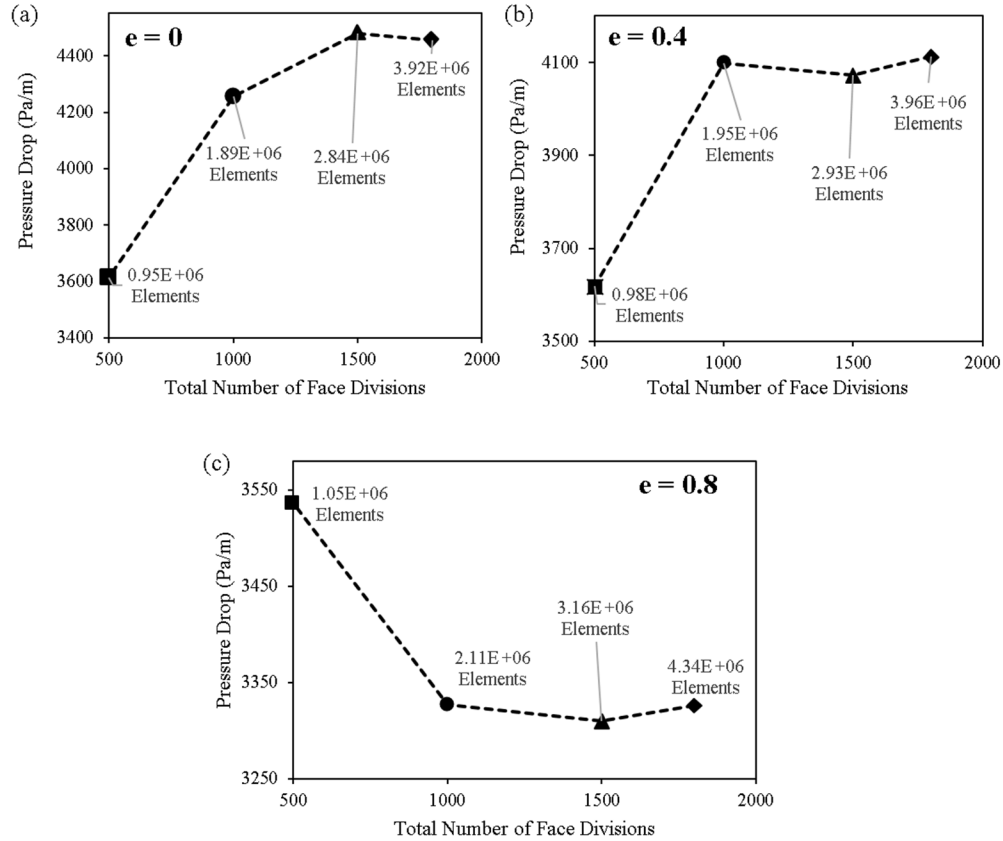 (a)
e = 0
Pressure Drop (Pa/m)
4400
4200
4000
3800
3600
3400
3.92E+06
Elements
1.89E+06
Elements
2.84E+06
Elements
0.95E+06
Elements
500
1000
1500
2000
Total Number of Face Divisions
(b)
e = 0.4
Pressure Drop (Pa/m)
4100
3900
3700
3500
3.96E+06
Elements
1.95E+06
Elements
2.93E+06
Elements
0.98E+06
Elements
500
1000
1500
2000
Total Number of Face Divisions
(c)
e = 0.8
Pressure Drop (Pa/m)
3550
3450
3350
3250
1.05E+06
Elements
3.16E+06
Elements
2.11E+06
Elements
4.34E+06
Elements
500
1000
1500
2000
Total Number of Face Divisions